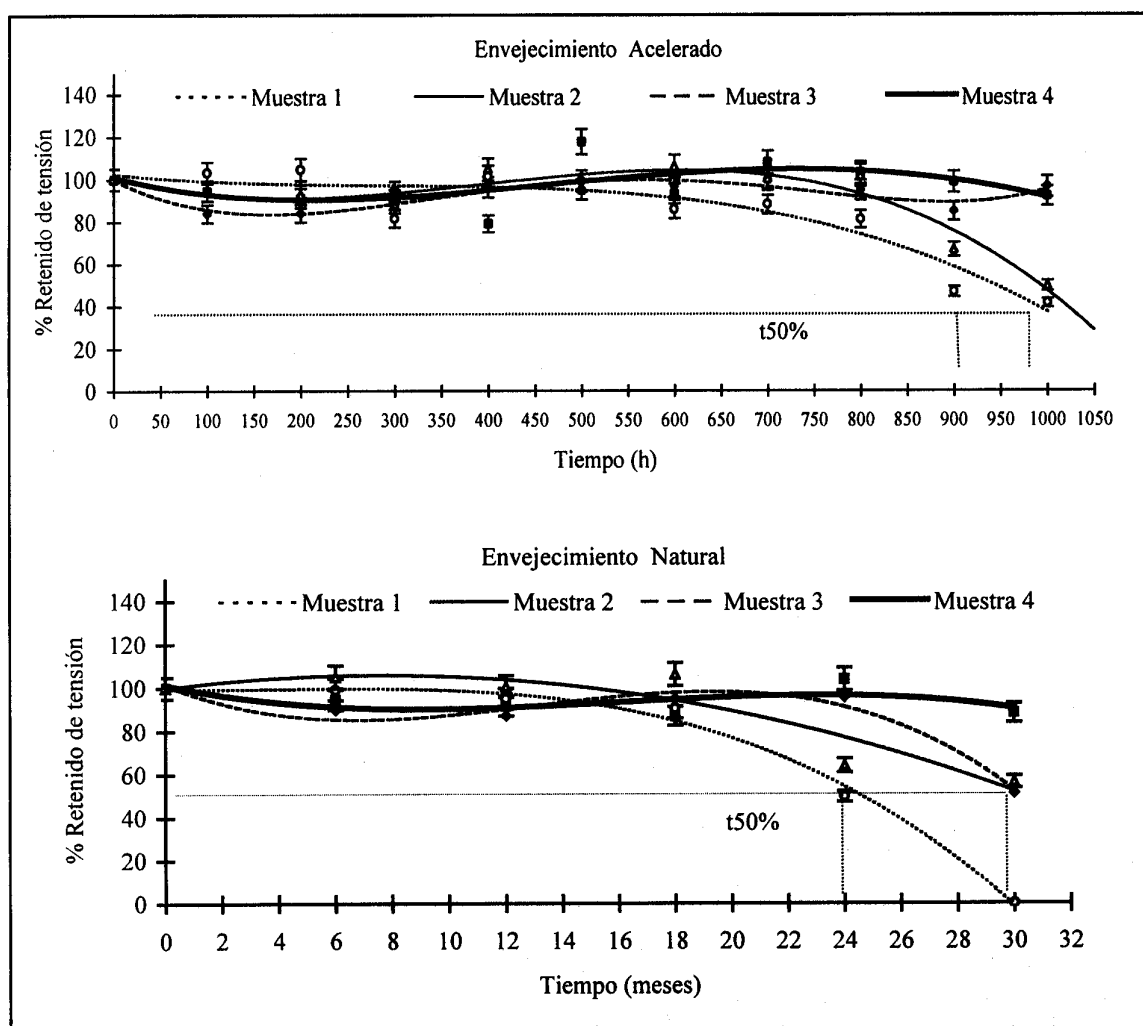 Envejecimiento Acelerado
Muestra 1 Muestra 2 Muestra 3 Muestra 4
% Retenido de tensión
140
120
100
80
60
40
20
0
t50%
0 50 100 150 200 250 300 350 400 450 500 550 600 650 700 750 800 850 900 950 1000 1050
Tiempo (h)
Envejecimiento Natural
Muestra 1 Muestra 2 Muestra 3 Muestra 4
% Retenido de tensión
140
120
100
80
60
40
20
0
t50%
0 2 4 6 8 10 12 14 16 18 20 22 24 26 28 30 32
Tiempo (meses)